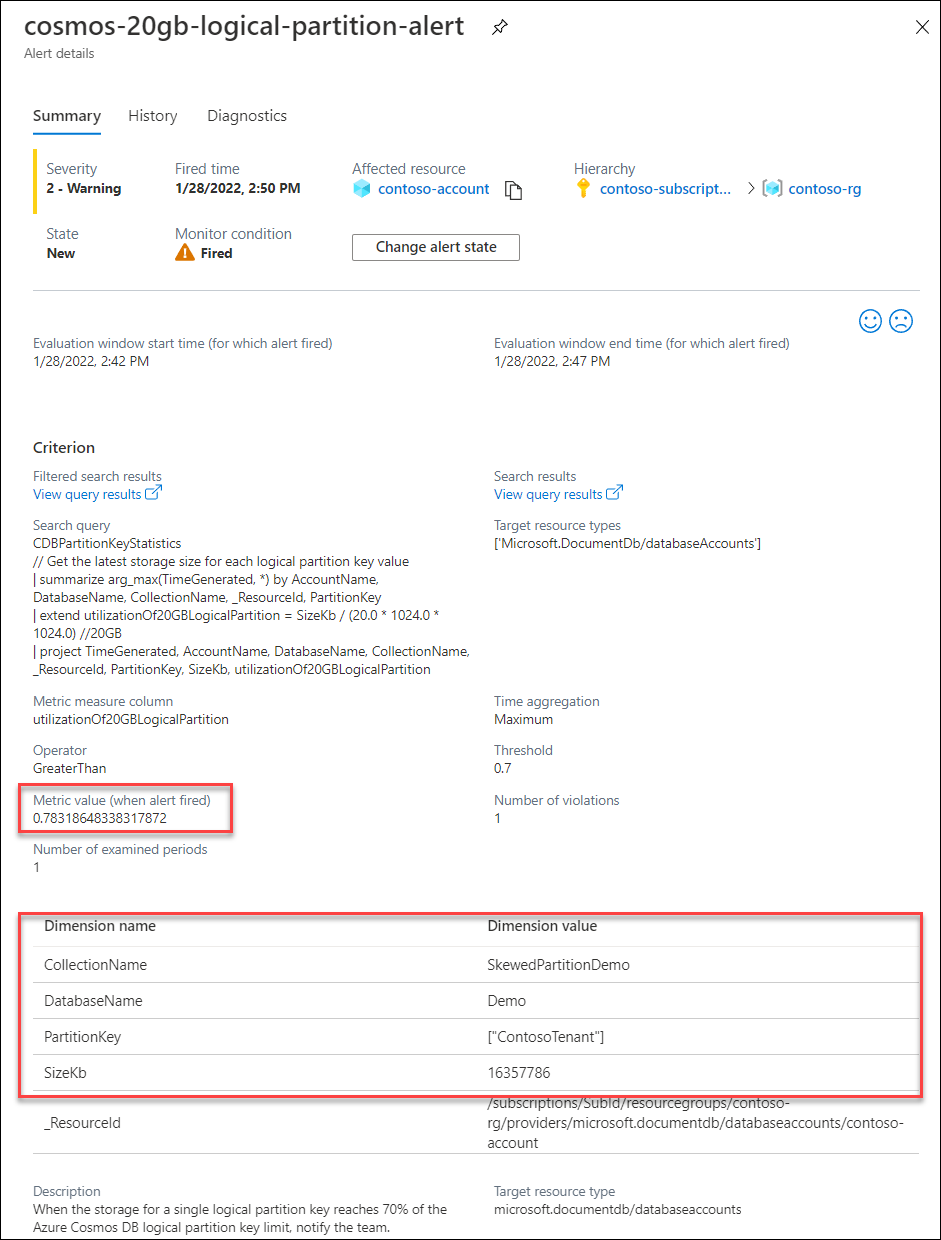 cosmos-20gb-logical-partition-alert
Alert details
Summary History Diagnostics
Severity Fired time Affected resource Hierarchy
2 - Warning 1/28/2022, 2:50 PM contoso-account contoso-subscript... contoso-rg
State Monitor condition
New Fired Change alert state
Evaluation window start time (for which alert fired) Evaluation window end time (for which alert fired)
1/28/2022, 2:42 PM 1/28/2022, 2:47 PM
Criterion
Filtered search results Search results
View query results View query results
Search query Target resource types
CDBPartitionKeyStatistics ['Microsoft.DocumentDb/databaseAccounts']
// Get the latest storage size for each logical partition key value
| summarize arg_max(TimeGenerated, *) by AccountName,
DatabaseName, CollectionName, _ResourceId, PartitionKey
| extend utilizationOf20GBLogicalPartition = SizeKb / (20.0 * 1024.0 *
1024.0) //20GB
| project TimeGenerated, AccountName, DatabaseName, CollectionName,
_ResourceId, PartitionKey, SizeKb, utilizationOf20GBLogicalPartition
Metric measure column Time aggregation
utilizationOf20GBLogicalPartition Maximum
Operator Threshold
GreaterThan 0.7
Metric value (when alert fired) Number of violations
0.78318648338317872 1
Number of examined periods
1
Dimension name Dimension value
CollectionName SkewedPartitionDemo
DatabaseName Demo
PartitionKey ["ContosoTenant"]
SizeKb 16357786
/subscriptions/SubId/resourcegroups/contoso-
_ResourceId rg/providers/microsoft.documentdb/databaseaccounts/contoso-
account
Description Target resource type
When the storage for a single logical partition key reaches 70% of the microsoft.documentdb/databaseaccounts
Azure Cosmos DB logical partition key limit, notify the team.